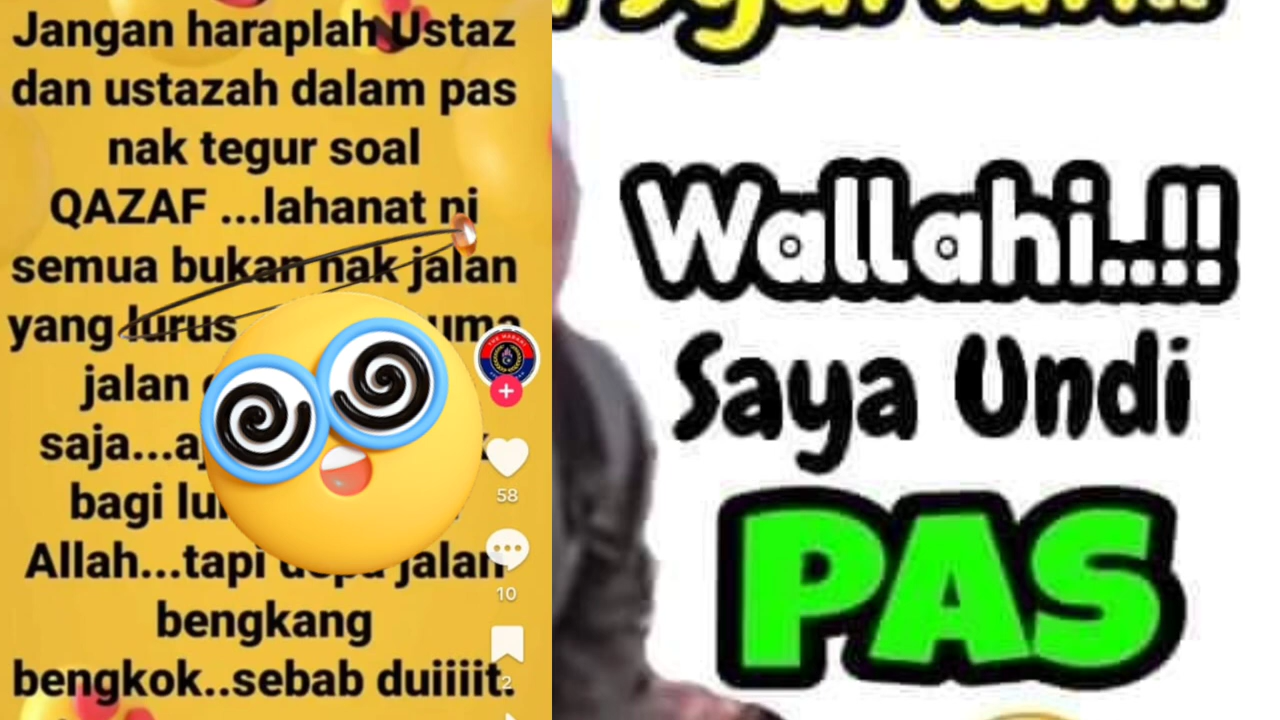 Jangan haraplah Ustaz
dan ustazah dalam pas
nak tegur soal
QAZAF ...lahanat ni
semua bukan nak jalan
yang lurus
jalan
saja...
bagi
Allah...tapi depa jalan
bengkang
bengkok..sebab duiiiit.
58
10
2
Wallahi..!!
Saya Undi
PAS